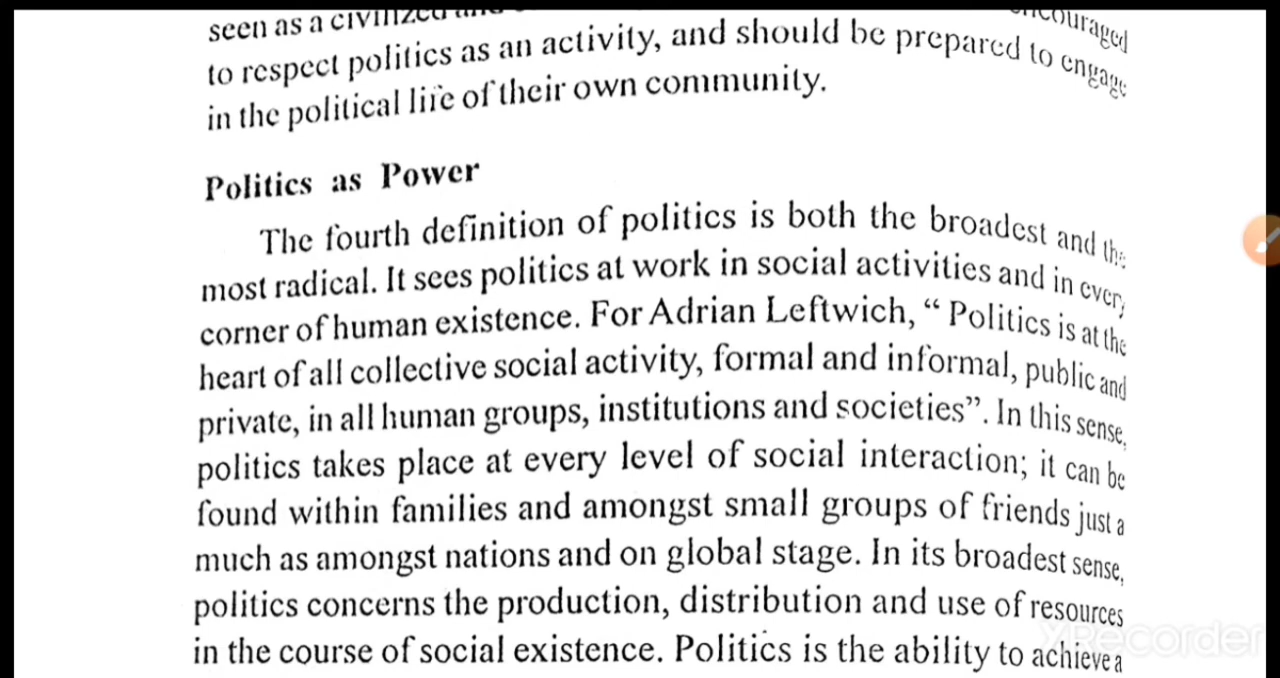 seen as a civilized and
encouraged
to respect politics as an activity, and should be prepared to engage
in the political life of their own community.
Politics as Power
The fourth definition of politics is both the broadest and the
most radical. It sees politics at work in social activities and in every
corner of human existence. For Adrian Leftwich, “ Politics is at the
heart of all collective social activity, formal and informal, public and
private, in all human groups, institutions and societies”. In this sense,
politics takes place at every level of social interaction; it can be
found within families and amongst small groups of friends just a
much as amongst nations and on global stage. In its broadest sense,
politics concerns the production, distribution and use of resources
in the course of social existence. Politics is the ability to achieve a
XRecorder